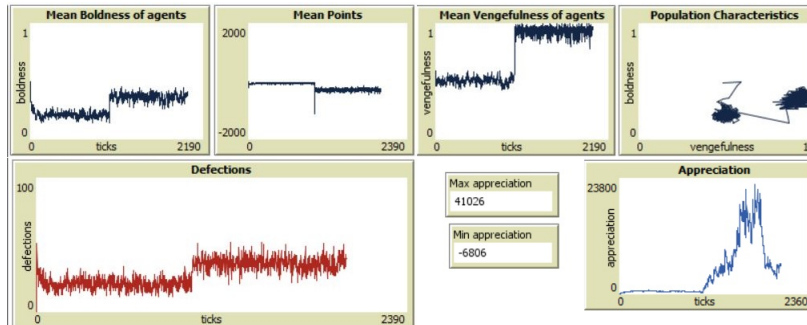 Mean Boldness of agents
1
boldness
0
0
ticks
2190
Mean Points
2000
-2000
0
2390
Mean Vengefulness of agents
1
vengefulness
0
0
ticks
2190
Population Characteristics
1
boldness
0
0
vengefulness
1
Defections
100
defections
0
0
ticks
2390
Max appreciation
41026
Min appreciation
-6806
Appreciation
23800
appreciation
0
0
ticks
2360